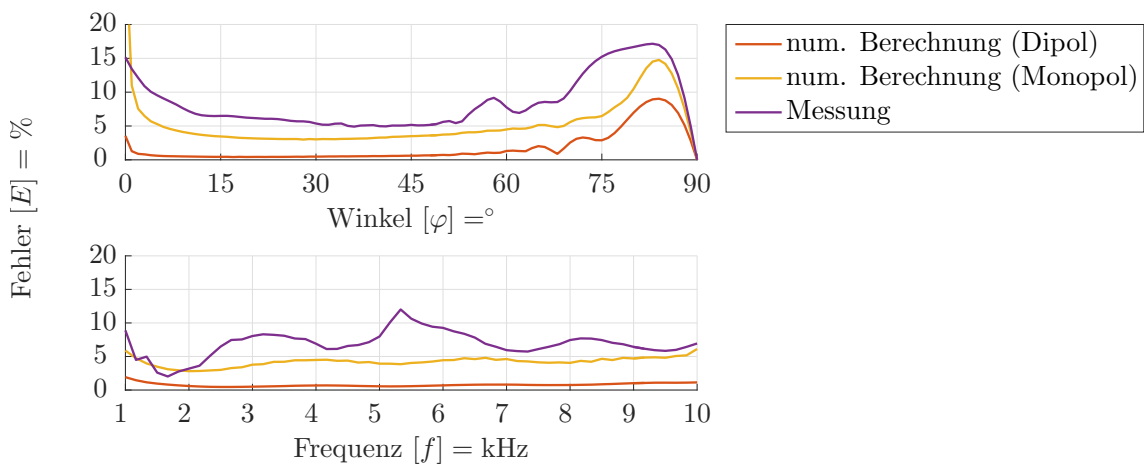 20
15
10
5
0
0 15 30 45 60 75 90
Winkel [φ] =°
num. Berechnung (Dipol)
num. Berechnung (Monopol)
Messung
Fehler [E] = %
20
15
10
5
0
1 2 3 4 5 6 7 8 9 10
Frequenz [f] = kHz